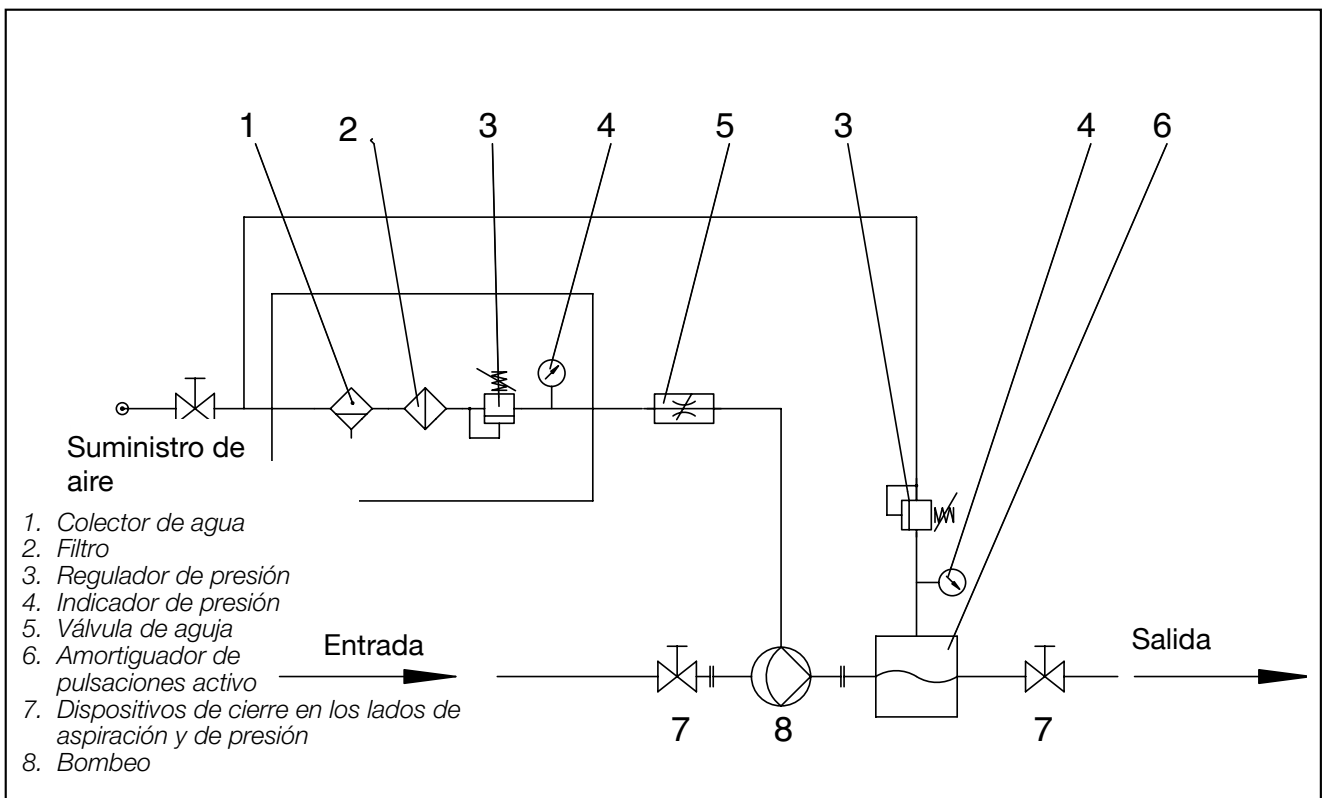 1 2 3 4 5 3 4 6
Suministro de
aire
1. Colector de agua
2. Filtro
3. Regulador de presión
4. Indicador de presión
5. Válvula de aguja
6. Amortiguador de
pulsaciones activo
7. Dispositivos de cierre en los lados de
aspiración y de presión
8. Bombeo
Entrada
Salida
7 8 7